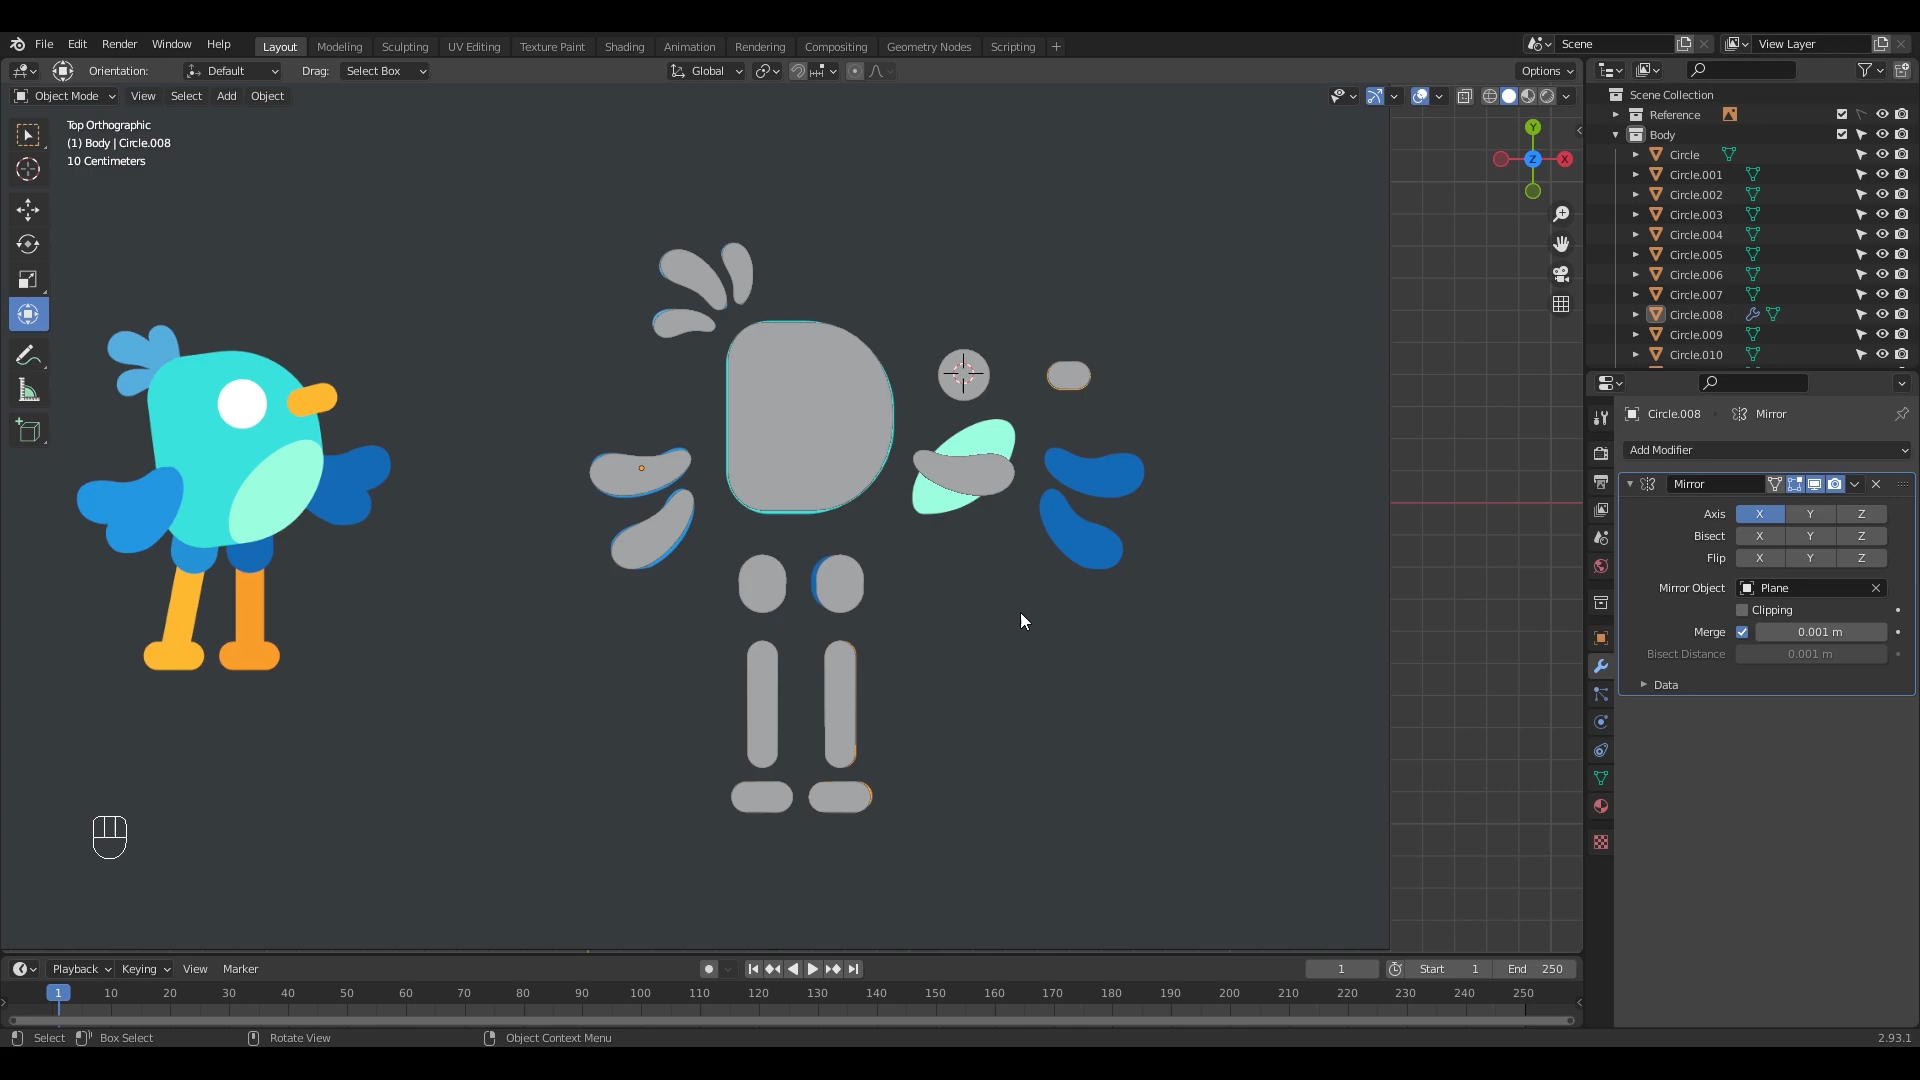 File Edit Render Window Help Layout Modeling Sculpting UV Editing Texture Paint Shading Animation Rendering Compositing Geometry Nodes Scripting + Scene View Layer
Orientation: Default Drag: Select Box Global Options
Object Mode View Select Add Object
Top Orthographic
(1) Body | Circle.008
10 Centimeters
Y
X
Z
Scene Collection
Reference
Body
Circle
Circle.001
Circle.002
Circle.003
Circle.004
Circle.005
Circle.006
Circle.007
Circle.008
Circle.009
Circle.010
Circle.008 Mirror
Add Modifier
Mirror
Axis X Y Z
Bisect X Y Z
Flip X Y Z
Mirror Object Plane
Clipping
Merge 0.001 m
Bisect Distance 0.001 m
Data
Playback Keying View Marker 1 Start 1 End 250
1 10 20 30 40 50 60 70 80 90 100 110 120 130 140 150 160 170 180 190 200 210 220 230 240 250
Select Box Select Rotate View Object Context Menu 2.93.1